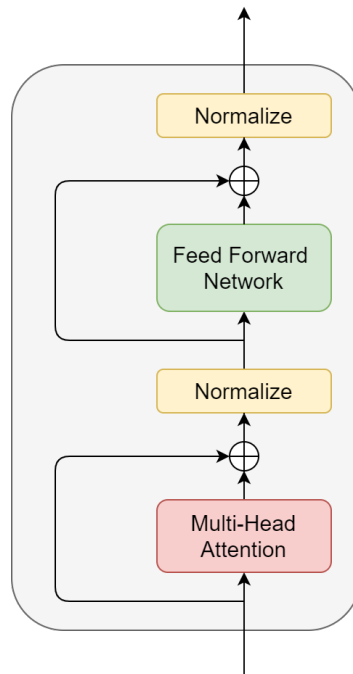 Normalize
Feed Forward
Network
Normalize
Multi-Head
Attention